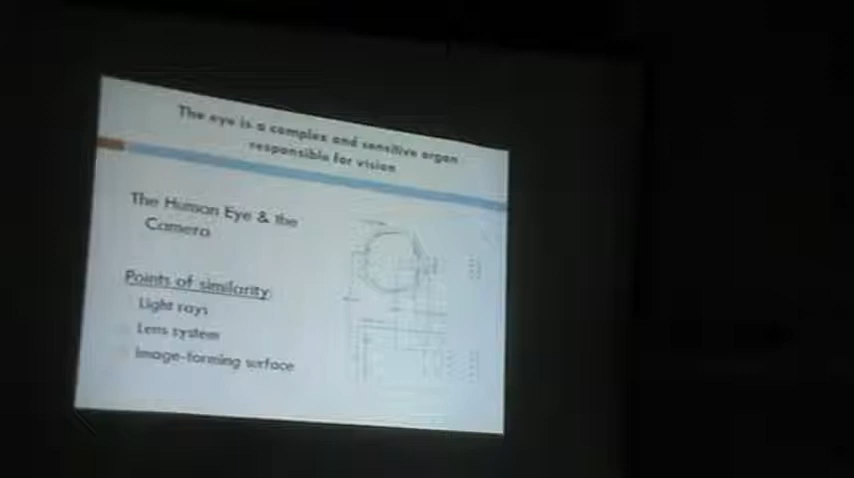 The eye is a complex and sensitive organ
responsible for vision
The Human Eye & the
Camera
Points of similarity
Light rays
Lens system
Image-forming surface